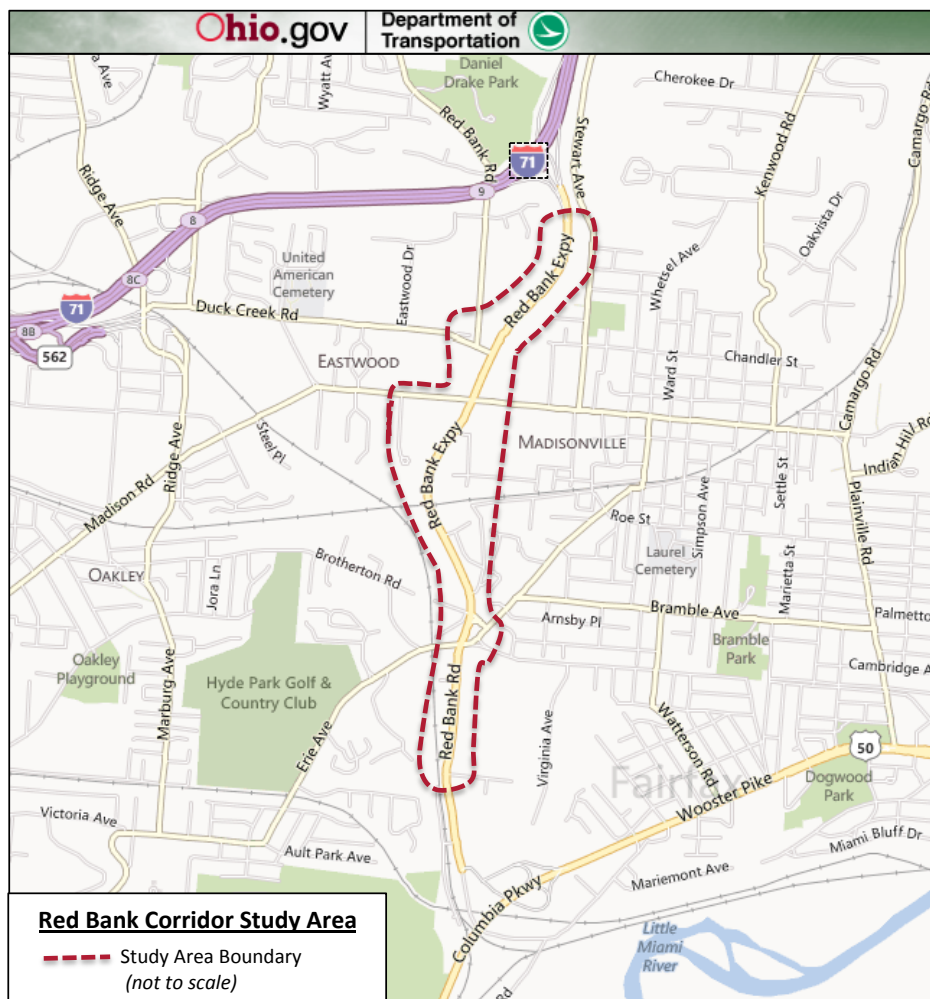 Ohio.gov
Department of
Transportation
Daniel
Drake Park
Cherokee Dr
Wyatt Av
Red Bank Rd
Stewart Ave
Kenwood Rd
Camargo Rd
71
Ridge Ave
9
8
Oakvista Dr
United
American
Cemetery
Eastwood Dr
Red Bank Expy
Whetsel Ave
8C
71
Duck Creek Rd
8B
562
EASTWOOD
Chandler St
Ward St
Camargo Rd
Steel Pl
Ridge Ave
Red Bank Expy
MADISONVILLE
Indian Hill Rd
Madison Rd
Simpson Ave
Settle St
Plainville Rd
Roe St
Laurel
Cemetery
Marietta St
Brotherton Rd
OAKLEY
Jora Ln
Bramble Ave
Palmetto
Arnsby Pl
Bramble
Park
Oakley
Playground
Marburg Ave
Hyde Park Golf &
Country Club
Cambridge A
Erie Ave
Red Bank Rd
Virginia Ave
Watterson Rd
50
Fairfax
Wooster Pike
Dogwood
Park
Victoria Ave
Ault Park Ave
Miami Bluff Dr
Mariemont Ave
Columbia Pkwy
Little
Miami
River
Rd
Red Bank Corridor Study Area
Study Area Boundary
(not to scale)